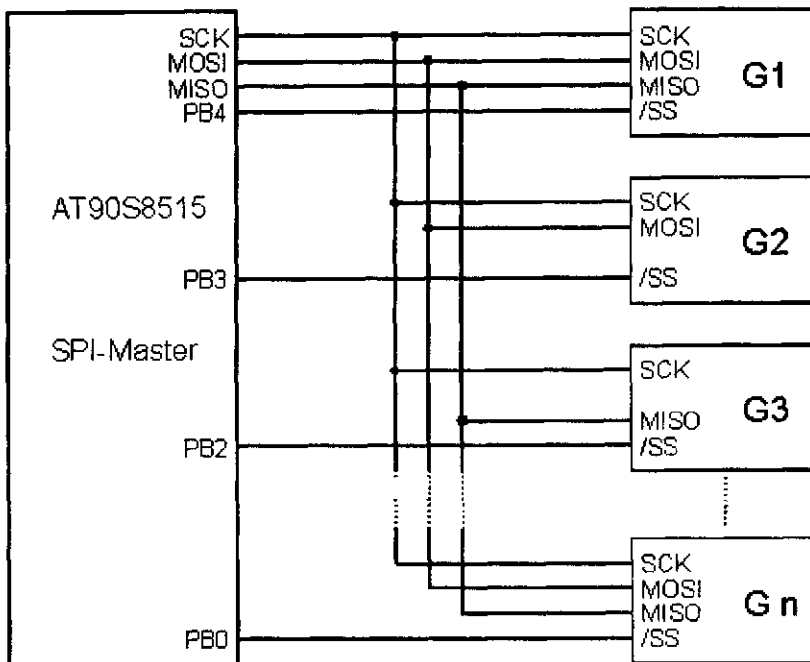 SCK
MOSI
MISO
PB4
AT90S8515
PB3
SPI-Master
PB2
PB0
SCK
MOSI
MISO
/SS
G1
SCK
MOSI
/SS
G2
SCK
MISO
/SS
G3
SCK
MOSI
MISO
/SS
G n